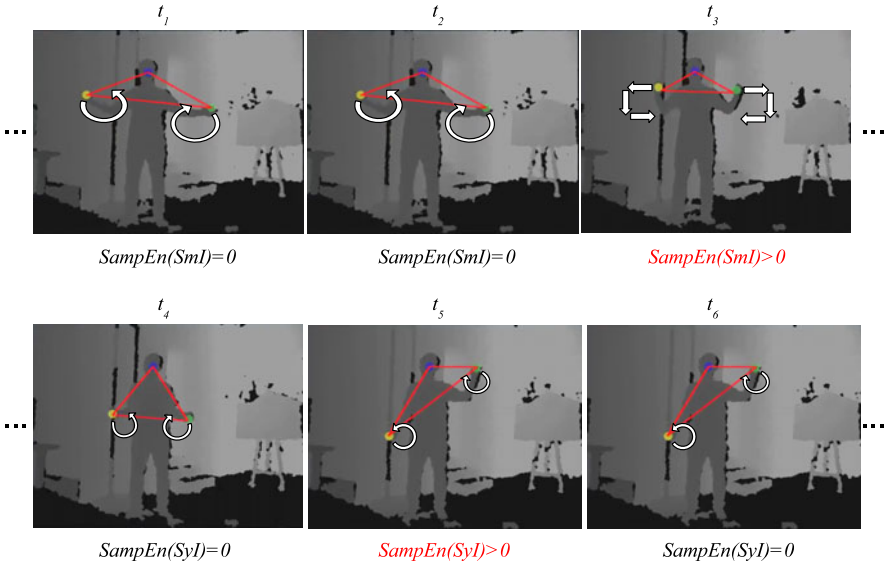 t1 t2 t3
SampEn(SmI)=0 SampEn(SmI)=0 SampEn(SmI)>0
t4 t5 t6
SampEn(SyI)=0 SampEn(SyI)>0 SampEn(SyI)=0